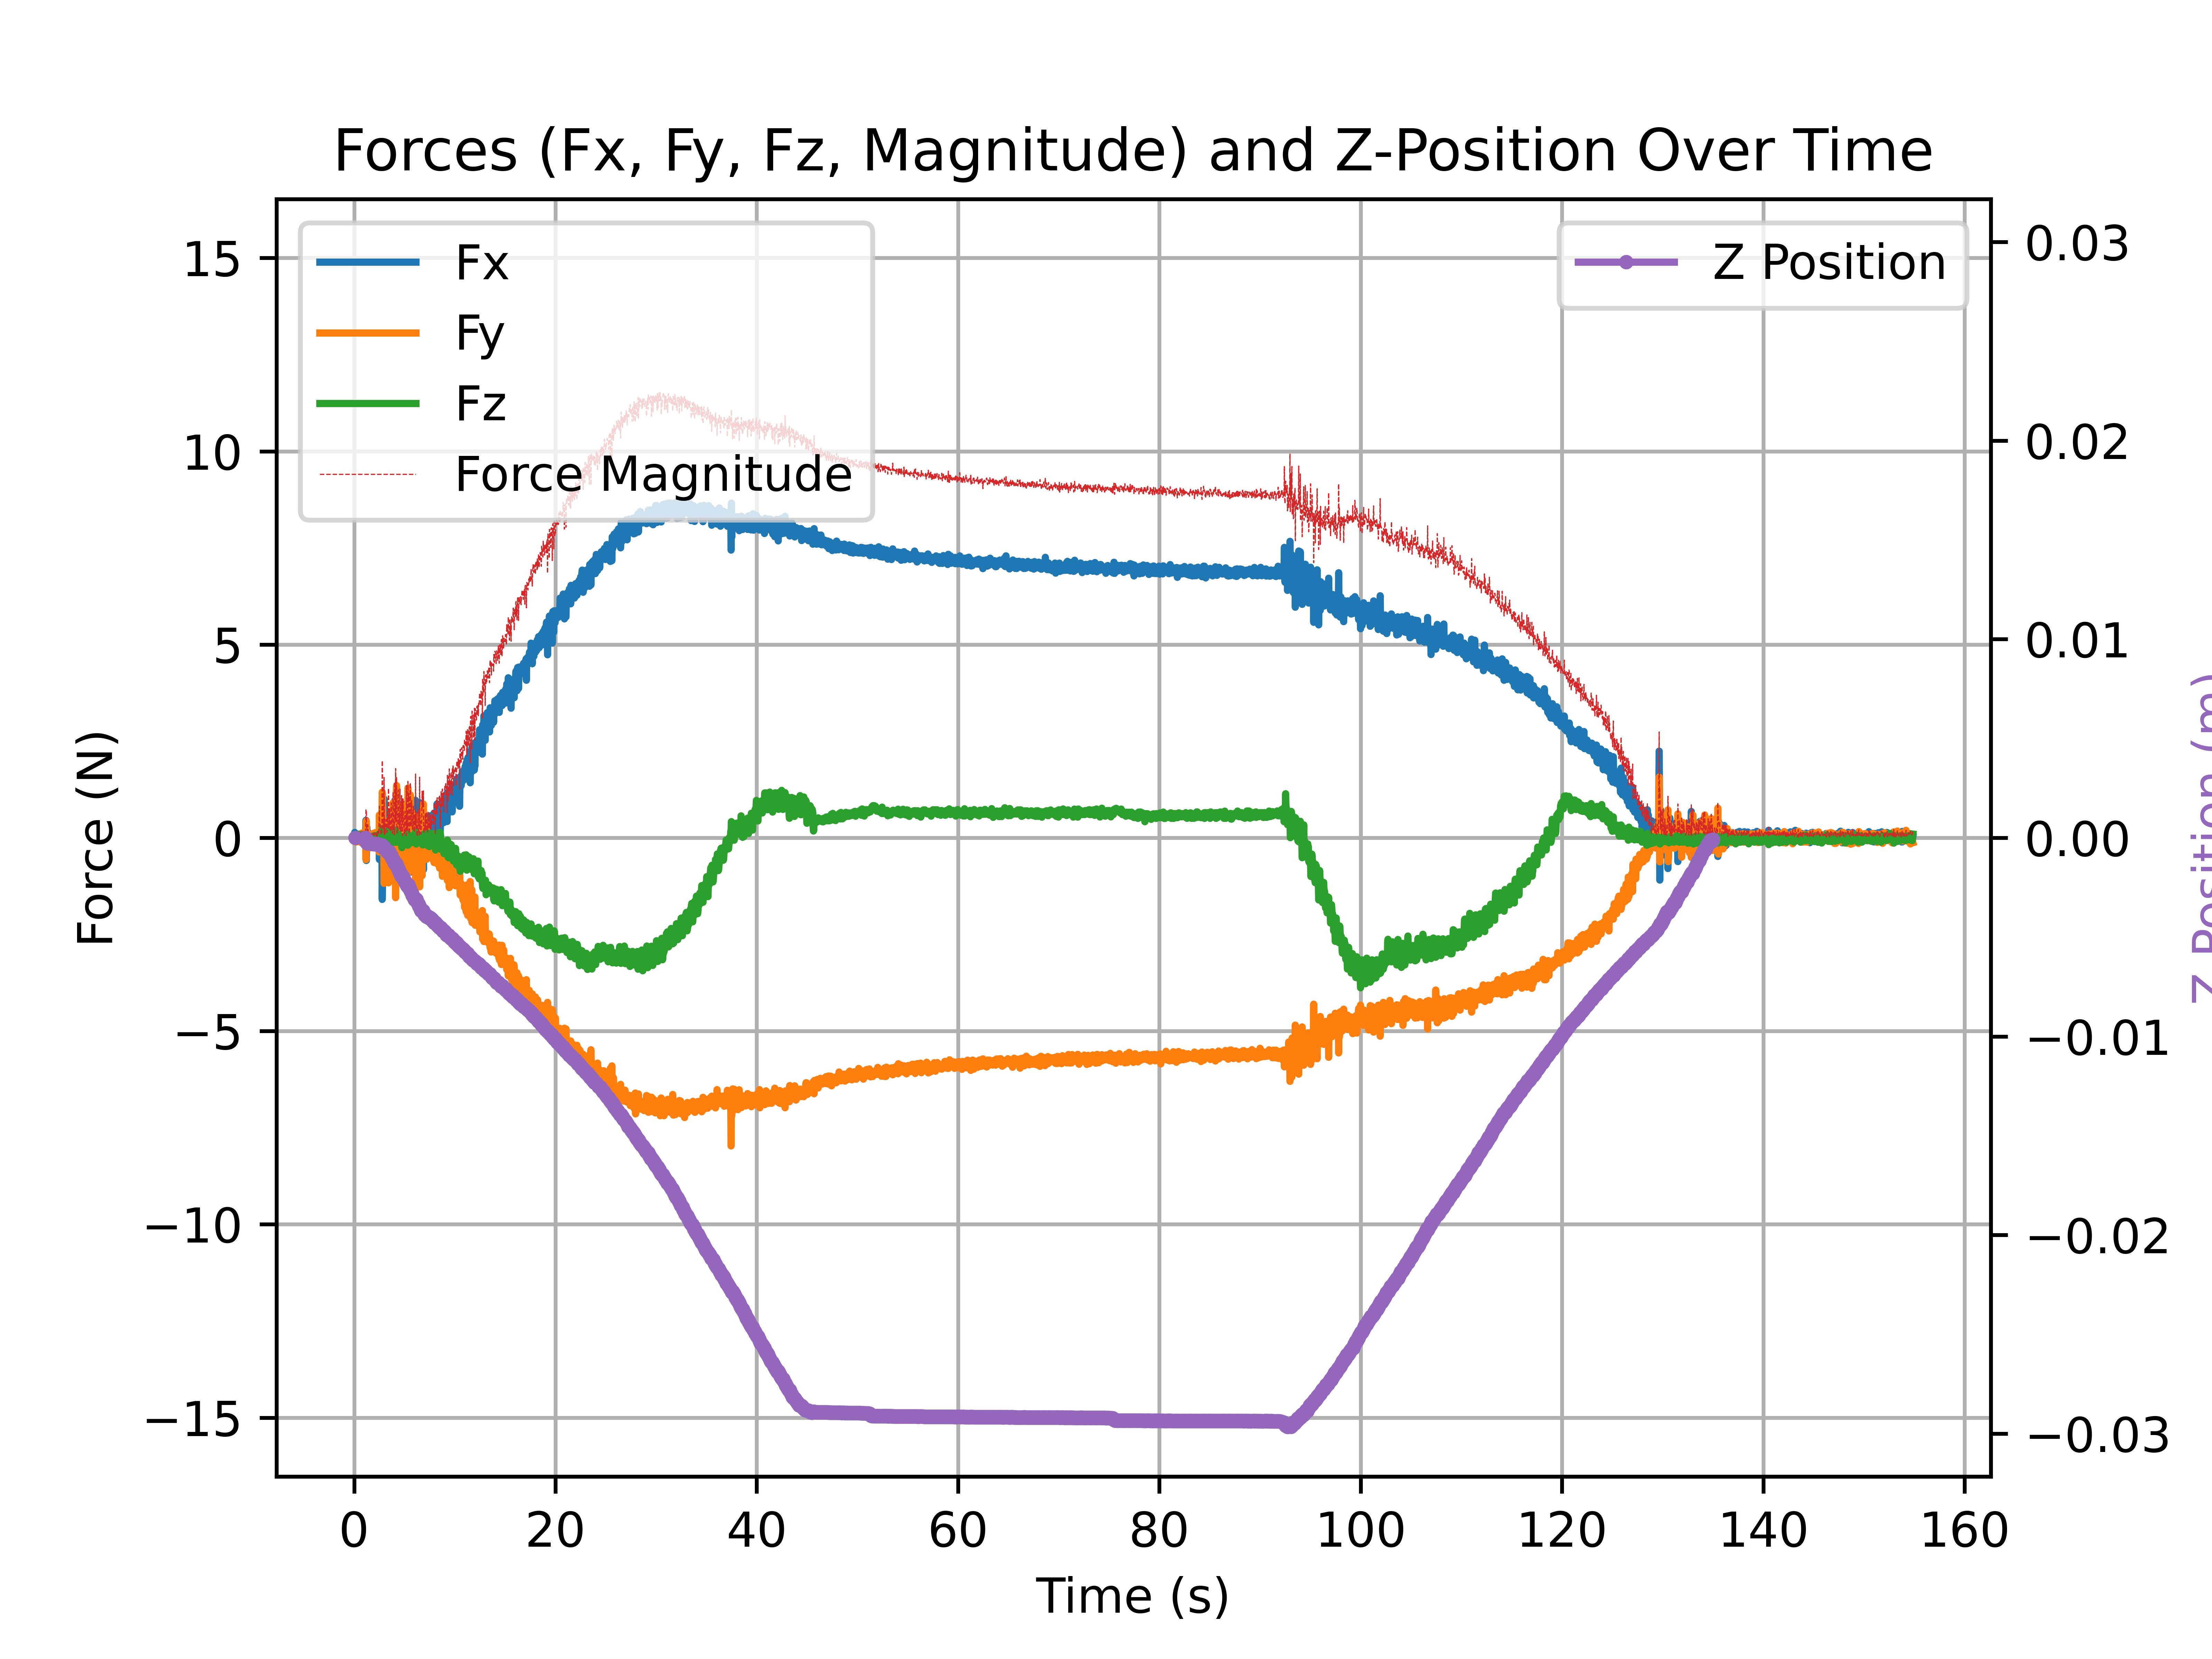 Forces (Fx, Fy, Fz, Magnitude) and Z-Position Over Time
Fx
Fy
Fz
Force Magnitude
Z Position
15
10
5
0
−5
−10
−15
Force (N)
0.03
0.02
0.01
0.00
−0.01
−0.02
−0.03
Z Position (m)
0 20 40 60 80 100 120 140 160
Time (s)